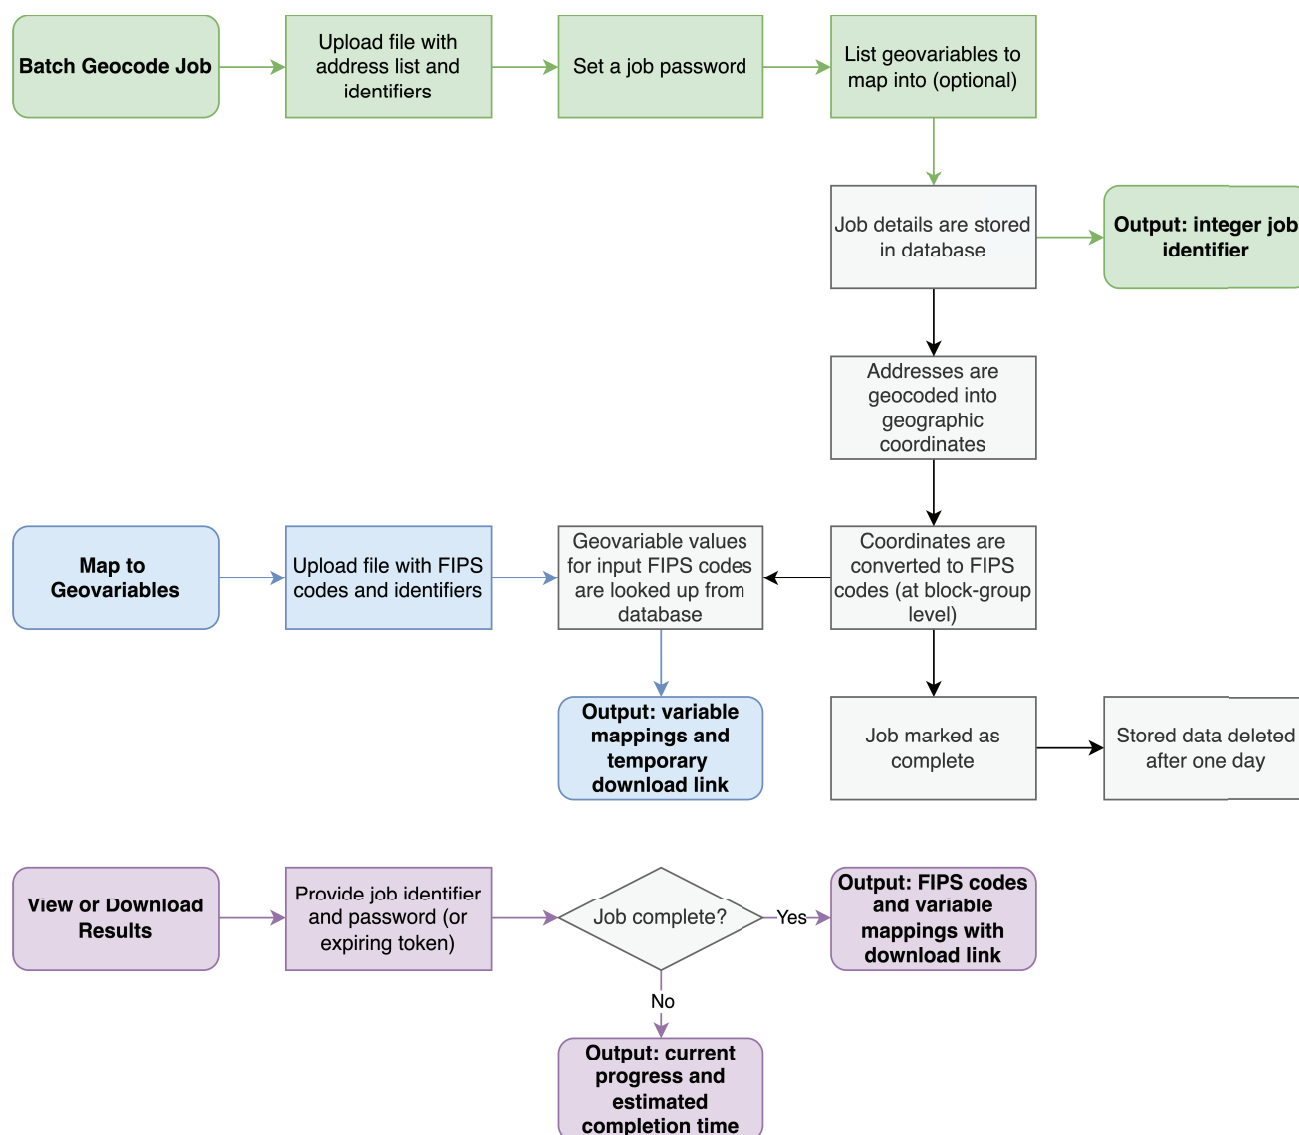 Batch Geocode Job
Upload file with
address list and
identifiers
Set a job password
List geovariables to
map into (optional)
Job details are stored
in database
Output: integer job
identifier
Addresses are
geocoded into
geographic
coordinates
Map to
Geovariables
Upload file with FIPS
codes and identifiers
Geovariable values
for input FIPS codes
are looked up from
database
Coordinates are
converted to FIPS
codes (at block-group
level)
Output: variable
mappings and
temporary
download link
Job marked as
complete
Stored data deleted
after one day
View or Download
Results
Provide job identifier
and password (or
expiring token)
Job complete?
Yes
Output: FIPS codes
and variable
mappings with
download link
No
Output: current
progress and
estimated
completion time